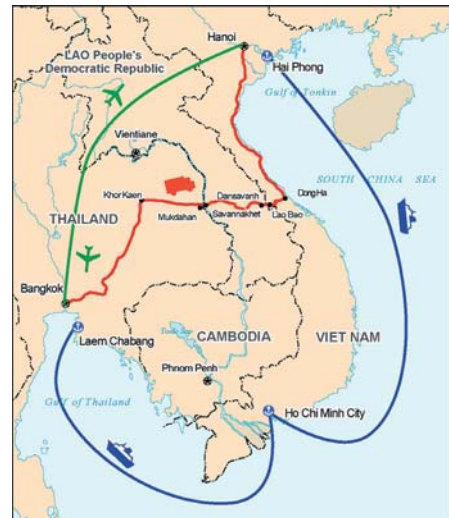 Hanoi
Hai Phong
LAO People's
Democratic Republic
Gulf of Tonkin
Vientiane
Khor Kaen
Dansavanh
Dong Ha
SOUTH CHINA SEA
THAILAND
Mukdahan
Savannakhet
Lao Bao
Bangkok
Laem Chabang
CAMBODIA
VIET NAM
Phnom Penh
Gulf of Thailand
Ho Chi Minh City